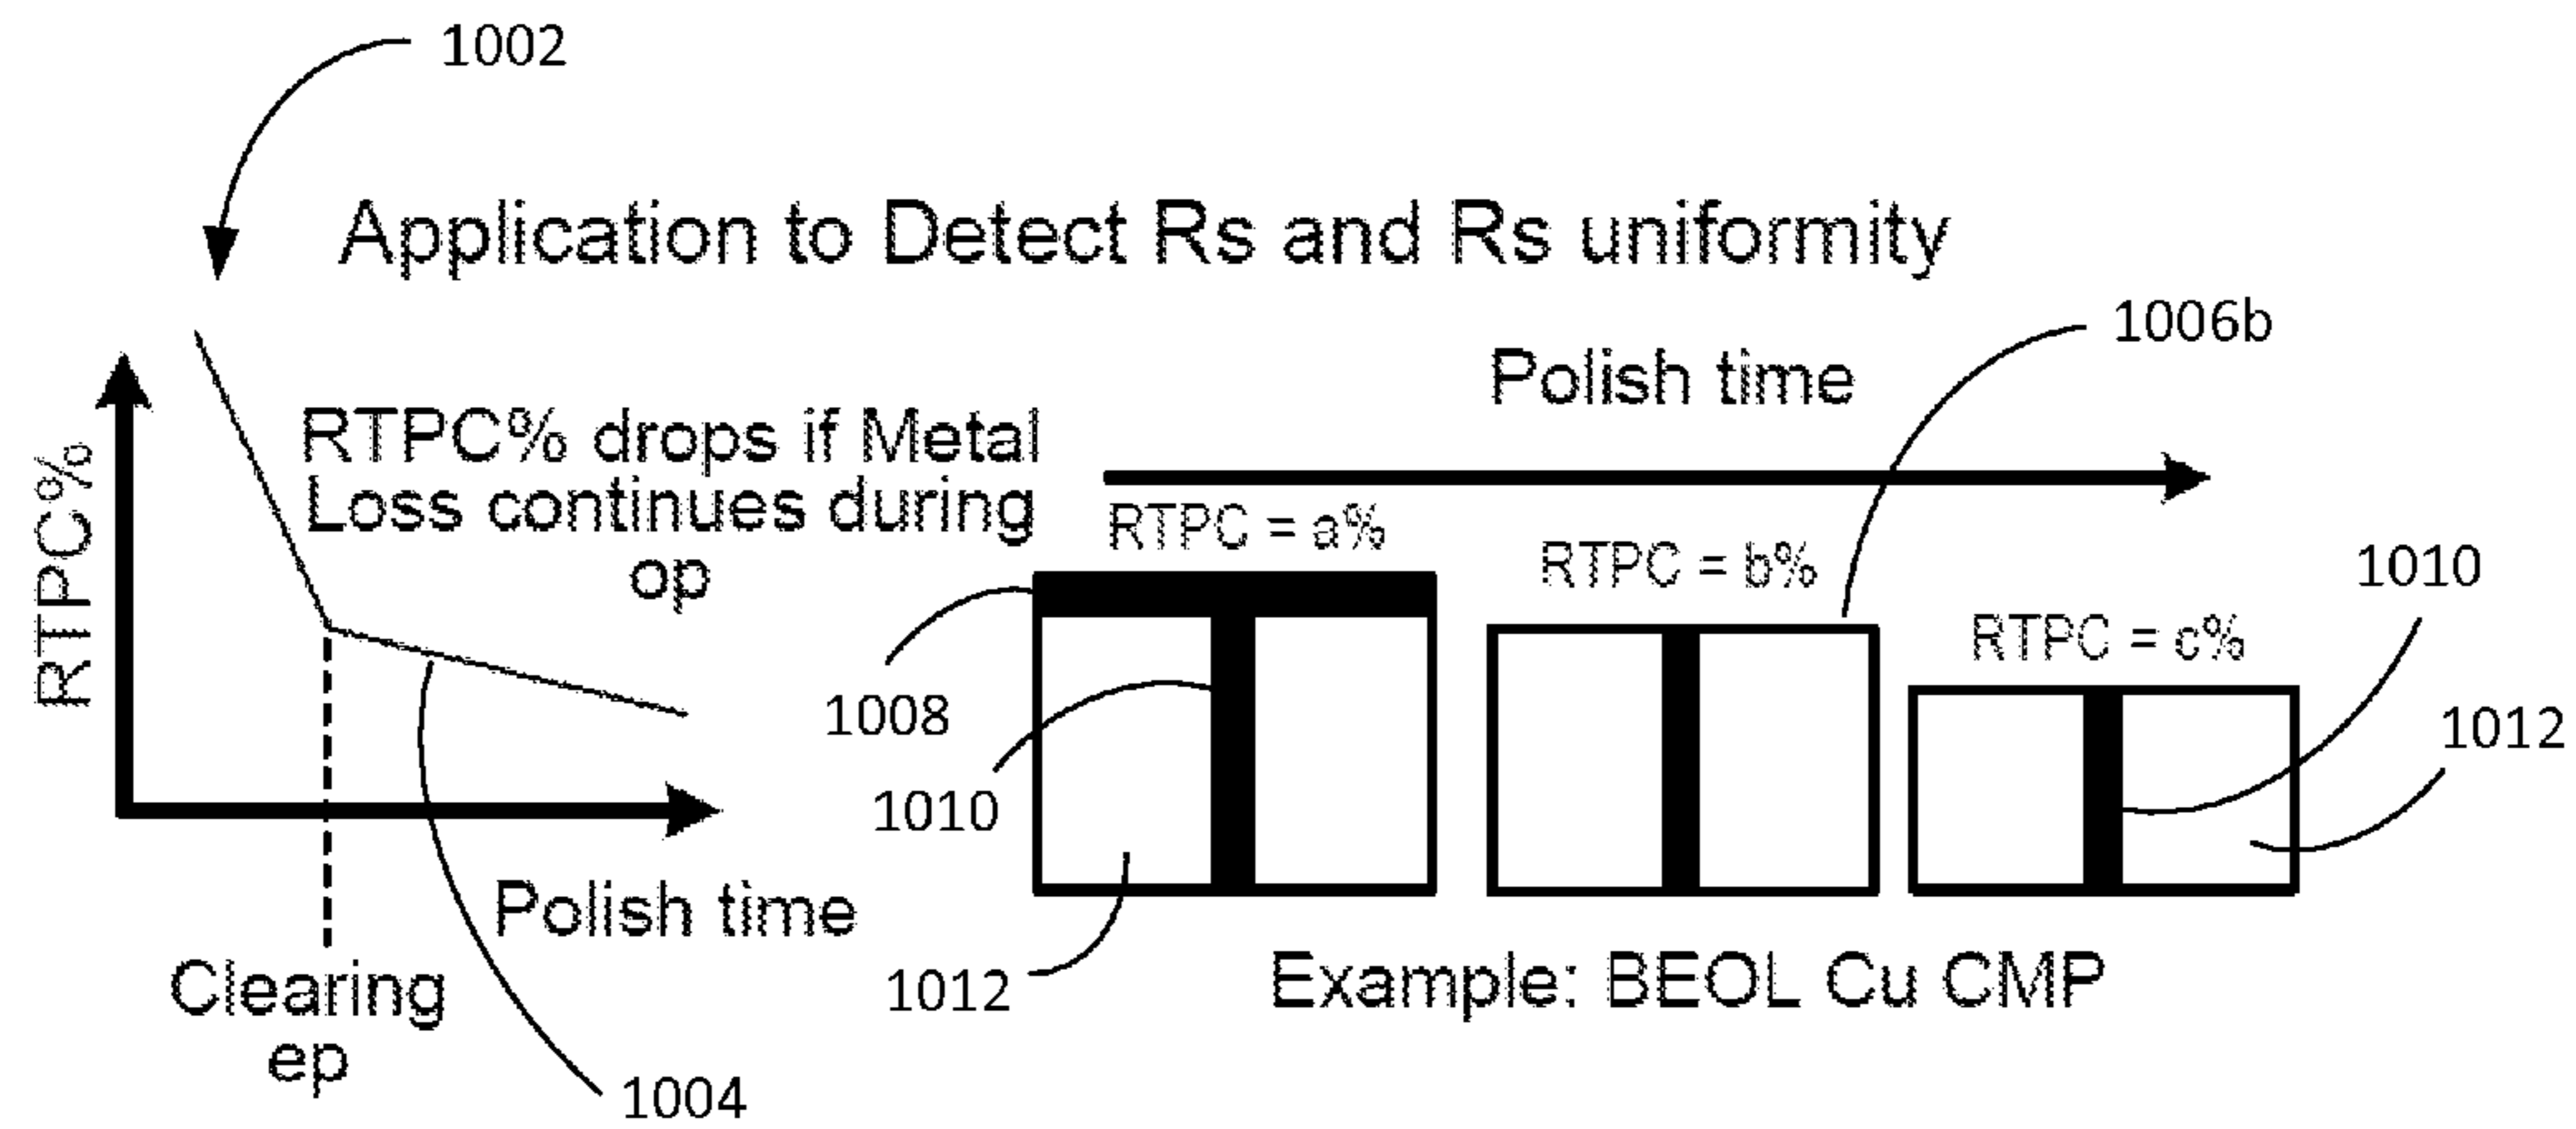 1002
Application to Detect Rs and Rs uniformity
1006b
Polish time
RTPC%
RTPC% drops if Metal
Loss continues during
op
RTPC = a%
RTPC = b%
RTPC = c%
1010
1008
1010
1012
1012
Polish time
Clearing
ep
Example: BEOL Cu CMP
1004